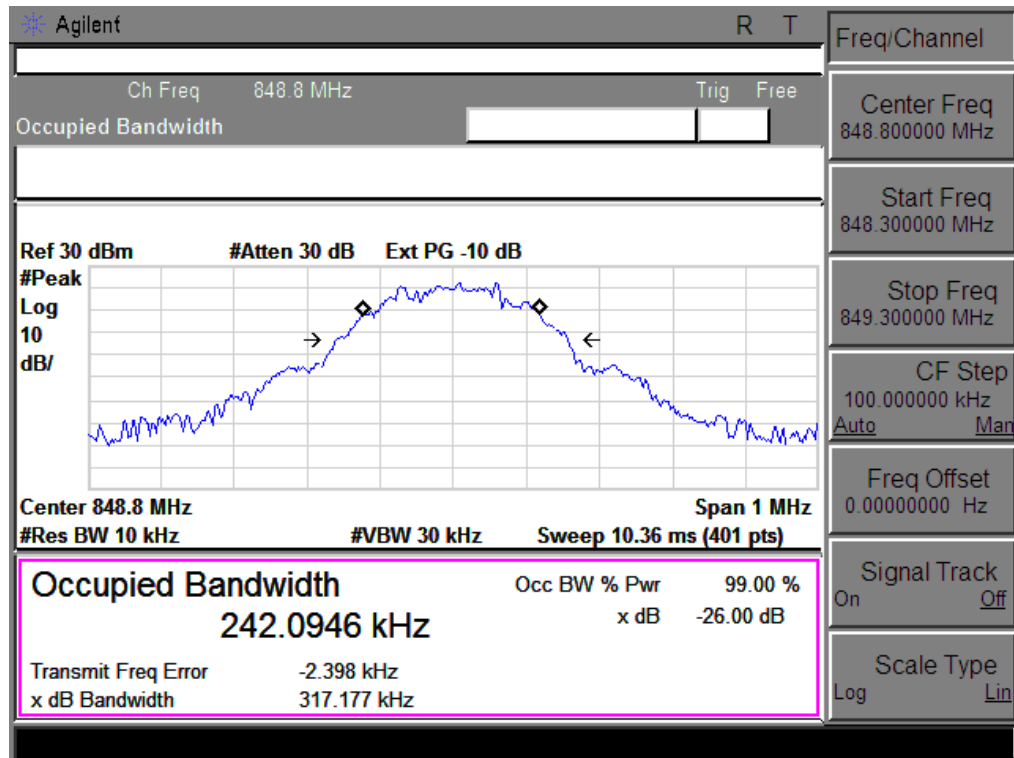 Agilent R T
Ch Freq 848.8 MHz Trig Free
Occupied Bandwidth
Ref 30 dBm #Atten 30 dB Ext PG -10 dB
#Peak
Log
10
dB/
Center 848.8 MHz Span 1 MHz
#Res BW 10 kHz #VBW 30 kHz Sweep 10.36 ms (401 pts)
Occupied Bandwidth Occ BW % Pwr 99.00 %
242.0946 kHz x dB -26.00 dB
Transmit Freq Error -2.398 kHz
x dB Bandwidth 317.177 kHz
Freq/Channel
Center Freq
848.800000 MHz
Start Freq
848.300000 MHz
Stop Freq
849.300000 MHz
CF Step
100.000000 kHz
Auto Man
Freq Offset
0.00000000 Hz
Signal Track
On Off
Scale Type
Log Lin